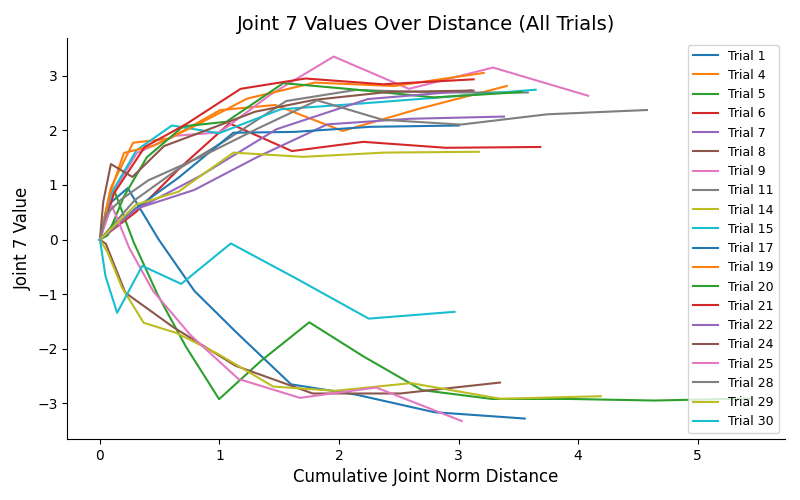 Joint 7 Values Over Distance (All Trials)
Joint 7 Value
3
2
1
0
−1
−2
−3
0
1
2
3
4
5
Cumulative Joint Norm Distance
Trial 1
Trial 4
Trial 5
Trial 6
Trial 7
Trial 8
Trial 9
Trial 11
Trial 14
Trial 15
Trial 17
Trial 19
Trial 20
Trial 21
Trial 22
Trial 24
Trial 25
Trial 28
Trial 29
Trial 30